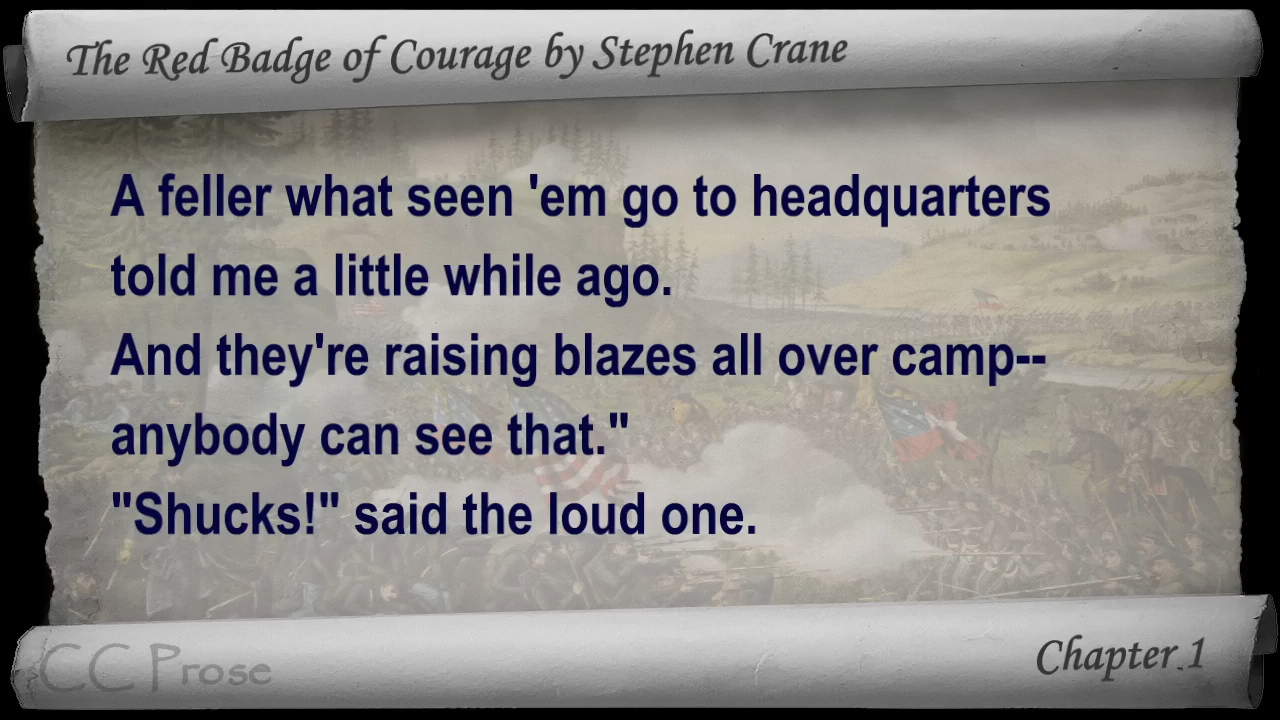 The Red Badge of Courage by Stephen Crane
A feller what seen 'em go to headquarters
told me a little while ago.
And they're raising blazes all over camp--
anybody can see that."
"Shucks!" said the loud one.
CC Prose
Chapter 1